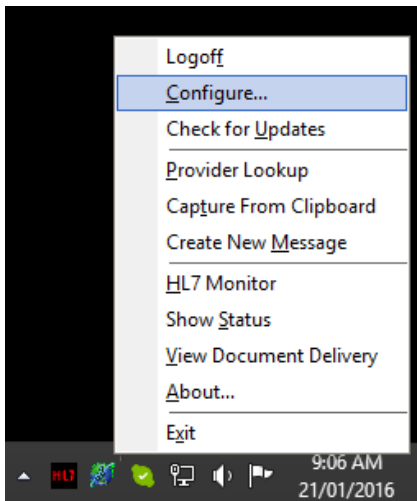 Logoff
Configure...
Check for Updates
Provider Lookup
Capture From Clipboard
Create New Message
HL7 Monitor
Show Status
View Document Delivery
About...
Exit
HL7
9:06 AM
21/01/2016